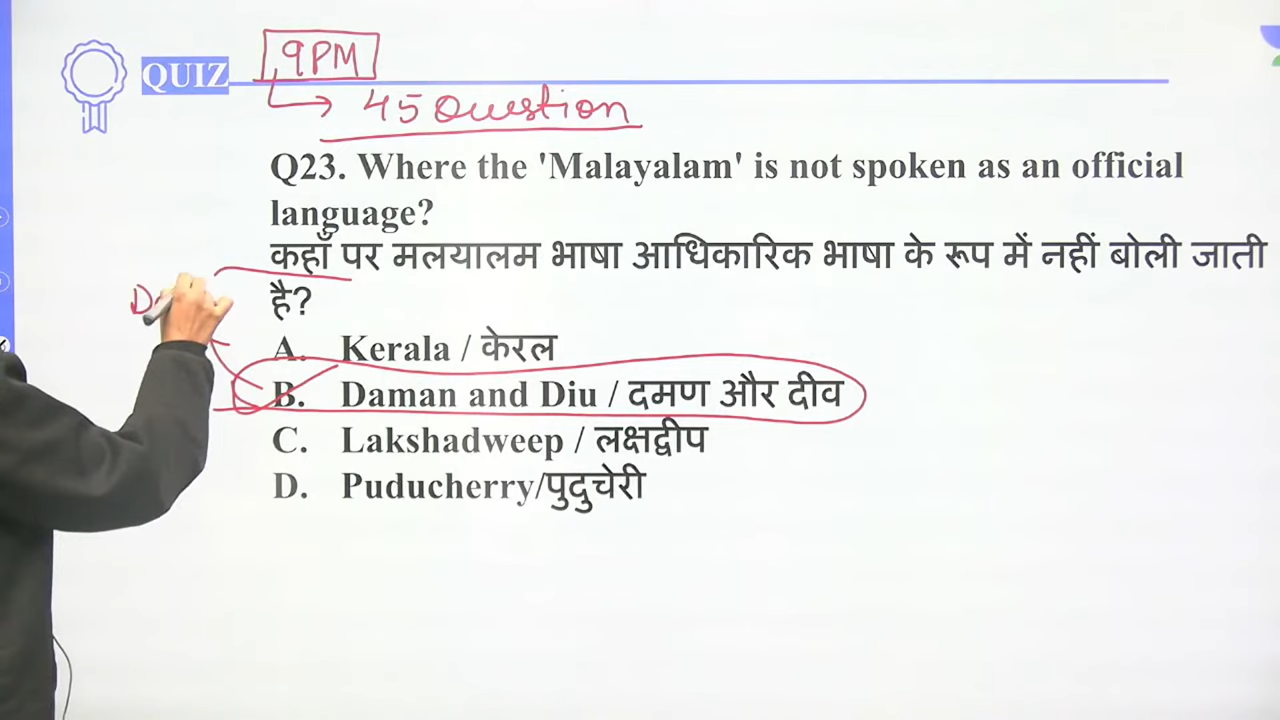 QUIZ
9PM
45 Question
Q23. Where the 'Malayalam' is not spoken as an official
language?
कहाँ पर मलयालम भाषा आधिकारिक भाषा के रूप में नहीं बोली जाती
है?
A. Kerala / केरल
B. Daman and Diu / दमण और दीव
C. Lakshadweep / लक्षद्वीप
D. Puducherry/पुदुचेरी